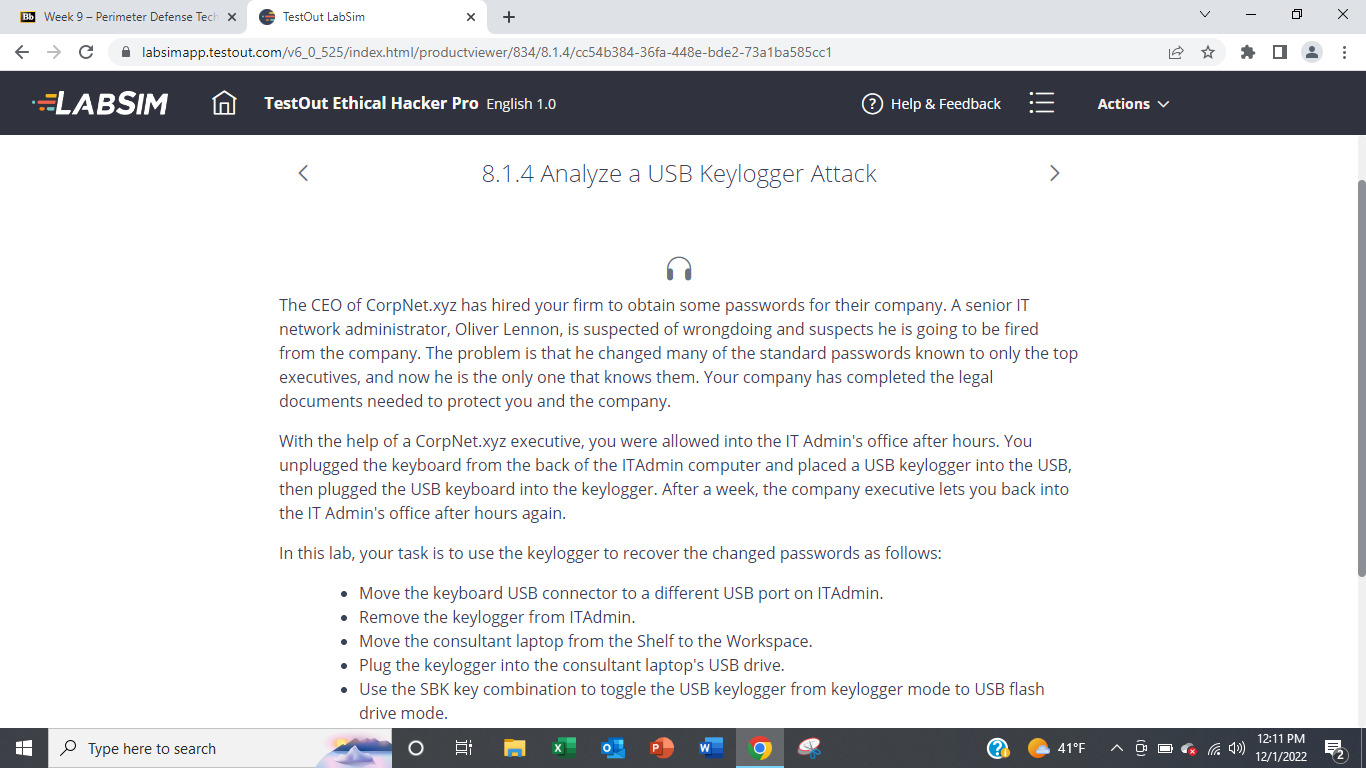 Week 9 – Perimeter Defense Tech
TestOut LabSim
labsimapp.testout.com/v6_0_525/index.html/productviewer/834/8.1.4/cc54b384-36fa-448e-bde2-73a1ba585cc1
LABSIM
TestOut Ethical Hacker Pro English 1.0
Help & Feedback
Actions
8.1.4 Analyze a USB Keylogger Attack
The CEO of CorpNet.xyz has hired your firm to obtain some passwords for their company. A senior IT
network administrator, Oliver Lennon, is suspected of wrongdoing and suspects he is going to be fired
from the company. The problem is that he changed many of the standard passwords known to only the top
executives, and now he is the only one that knows them. Your company has completed the legal
documents needed to protect you and the company.
With the help of a CorpNet.xyz executive, you were allowed into the IT Admin's office after hours. You
unplugged the keyboard from the back of the ITAdmin computer and placed a USB keylogger into the USB,
then plugged the USB keyboard into the keylogger. After a week, the company executive lets you back into
the IT Admin's office after hours again.
In this lab, your task is to use the keylogger to recover the changed passwords as follows:
• Move the keyboard USB connector to a different USB port on ITAdmin.
• Remove the keylogger from ITAdmin.
• Move the consultant laptop from the Shelf to the Workspace.
• Plug the keylogger into the consultant laptop's USB drive.
• Use the SBK key combination to toggle the USB keylogger from keylogger mode to USB flash
drive mode.
Type here to search
41°F
12:11 PM
12/1/2022
2